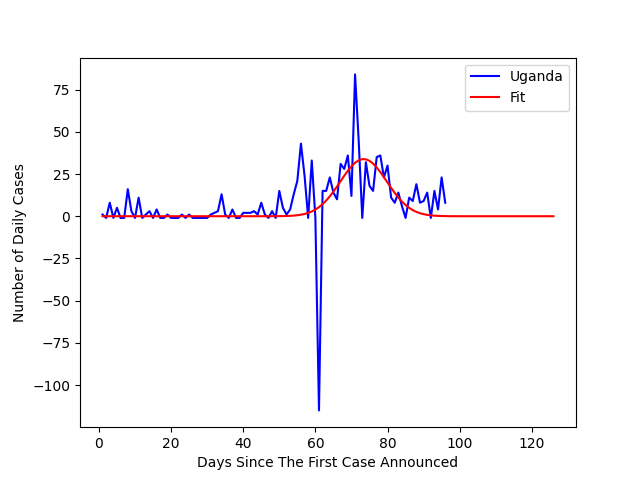 Uganda
Fit
75
50
25
0
−25
−50
−75
−100
Number of Daily Cases
0 20 40 60 80 100 120
Days Since The First Case Announced